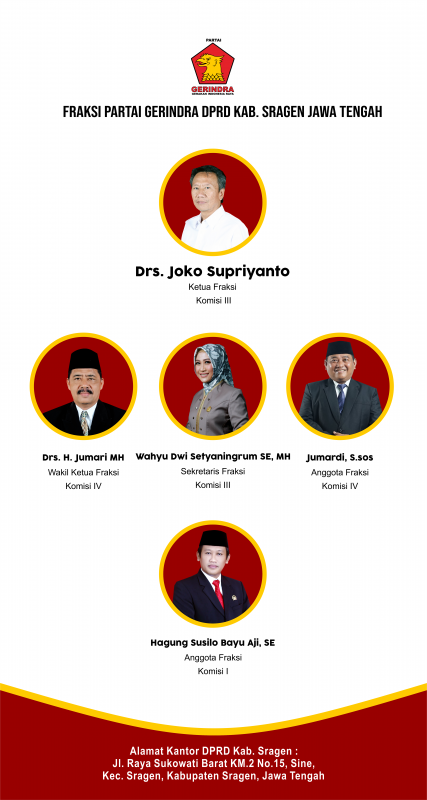 PARTAI
GERINDRA
GERAKAN INDONESIA RAYA
FRAKSI PARTAI GERINDRA DPRD KAB. SRAGEN JAWA TENGAH
Drs. Joko Supriyanto
Ketua Fraksi
Komisi III
Drs. H. Jumari MH
Wakil Ketua Fraksi
Komisi IV
Wahyu Dwi Setyaningrum SE, MH
Sekretaris Fraksi
Komisi III
Jumardi, S.sos
Anggota Fraksi
Komisi IV
Hagung Susilo Bayu Aji, SE
Anggota Fraksi
Komisi I
Alamat Kantor DPRD Kab. Sragen :
Jl. Raya Sukowati Barat KM.2 No.15, Sine,
Kec. Sragen, Kabupaten Sragen, Jawa Tengah